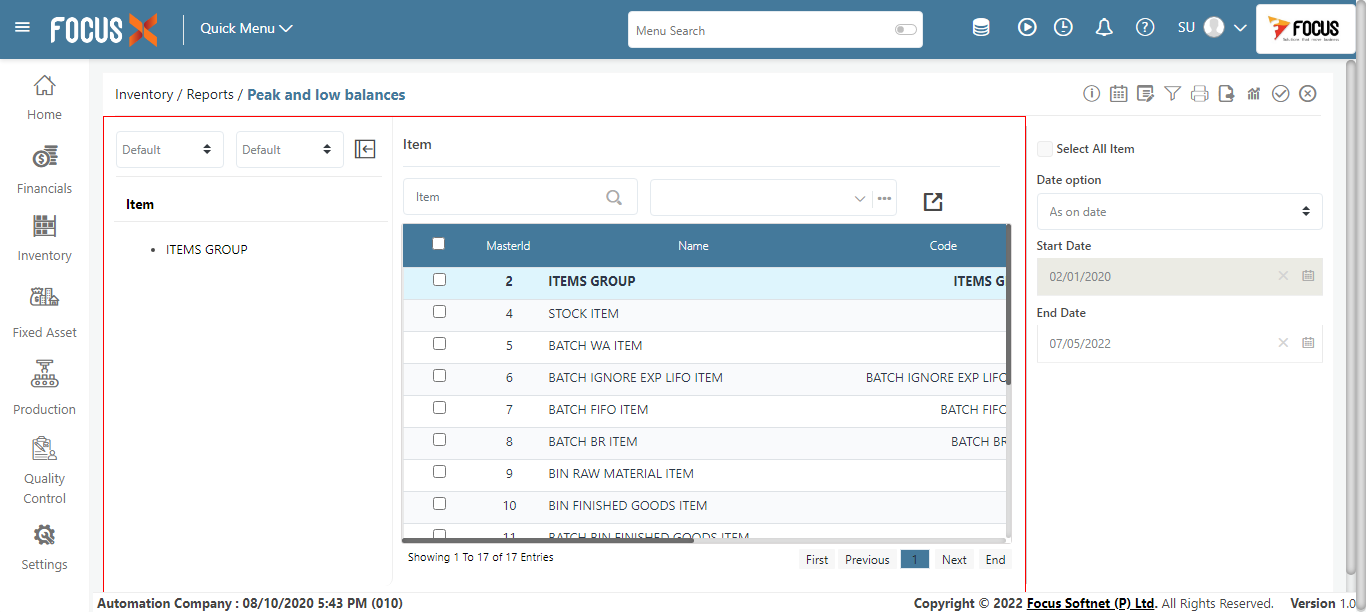 FOCUS X
Quick Menu
Menu Search
SU
FOCUS
Inventory / Reports / Peak and low balances
Home
Financials
Inventory
Fixed Asset
Production
Quality
Control
Settings
Default
Default
Item
ITEMS GROUP
Item
Item
MasterId Name Code
2 ITEMS GROUP ITEMS G
4 STOCK ITEM
5 BATCH WA ITEM
6 BATCH IGNORE EXP LIFO ITEM BATCH IGNORE EXP LIFO
7 BATCH FIFO ITEM BATCH FIFO
8 BATCH BR ITEM BATCH BR
9 BIN RAW MATERIAL ITEM
10 BIN FINISHED GOODS ITEM
11 BATCH BIN FINISHED GOODS ITEM
Showing 1 To 17 of 17 Entries
First Previous 1 Next End
Select All Item
Date option
As on date
Start Date
02/01/2020
End Date
07/05/2022
Automation Company : 08/10/2020 5:43 PM (010)
Copyright © 2022 Focus Softnet (P) Ltd. All Rights Reserved. Version 1.0